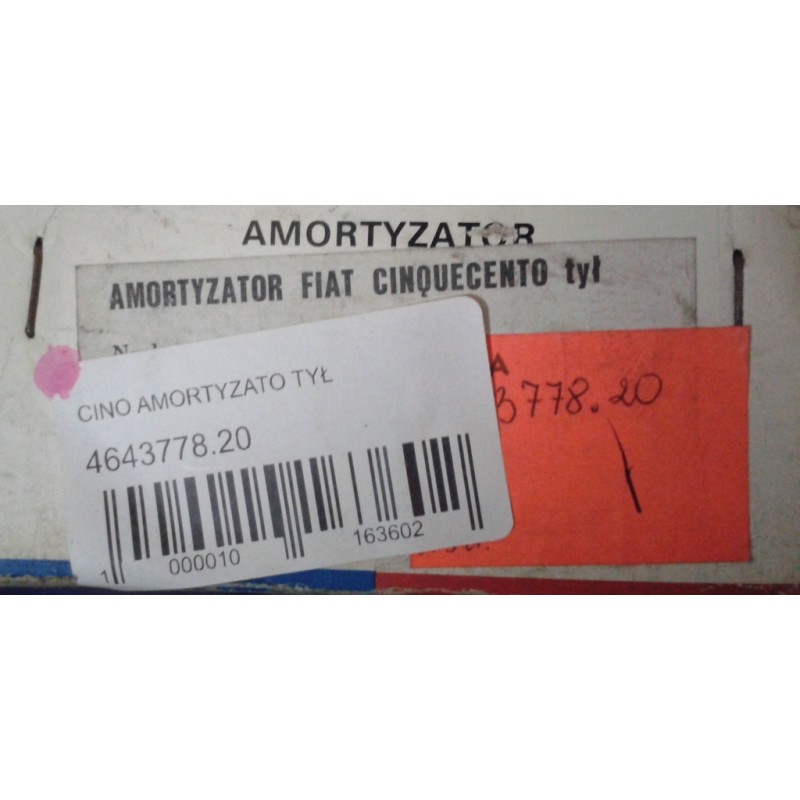 AMORTYZATOR
AMORTYZATOR FIAT CINQUECENTO tył
CINO AMORTYZATO TYŁ
4643778.20
3778.20
1 000010 163602